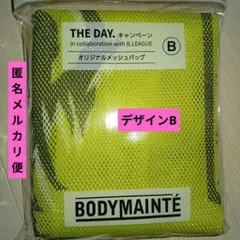 THE DAY. キャンペーン
in collaboration with B.LEAGUE
オリジナルメッシュバッグ
B
匿名メルカリ便
デザインB
BODYMAINTÉ